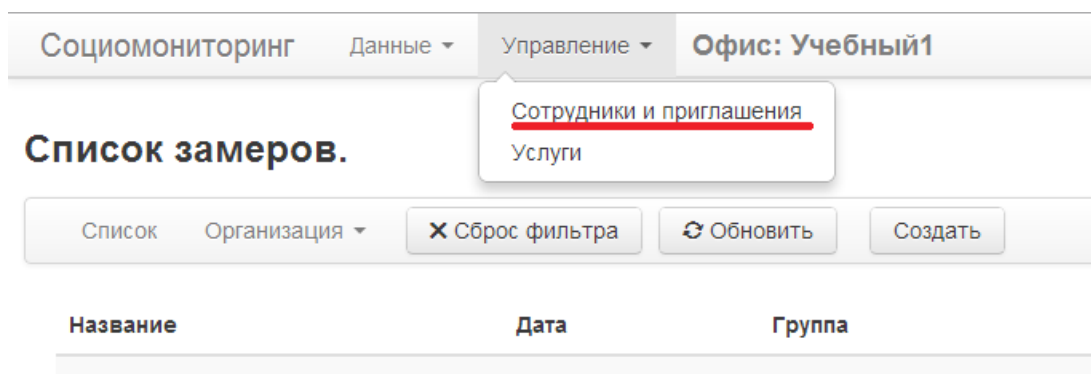 Социомониторинг Данные Управление Офис: Учебный1
Сотрудники и приглашения
Услуги
Список замеров.
Список Организация Сброс фильтра Обновить Создать
Название Дата Группа